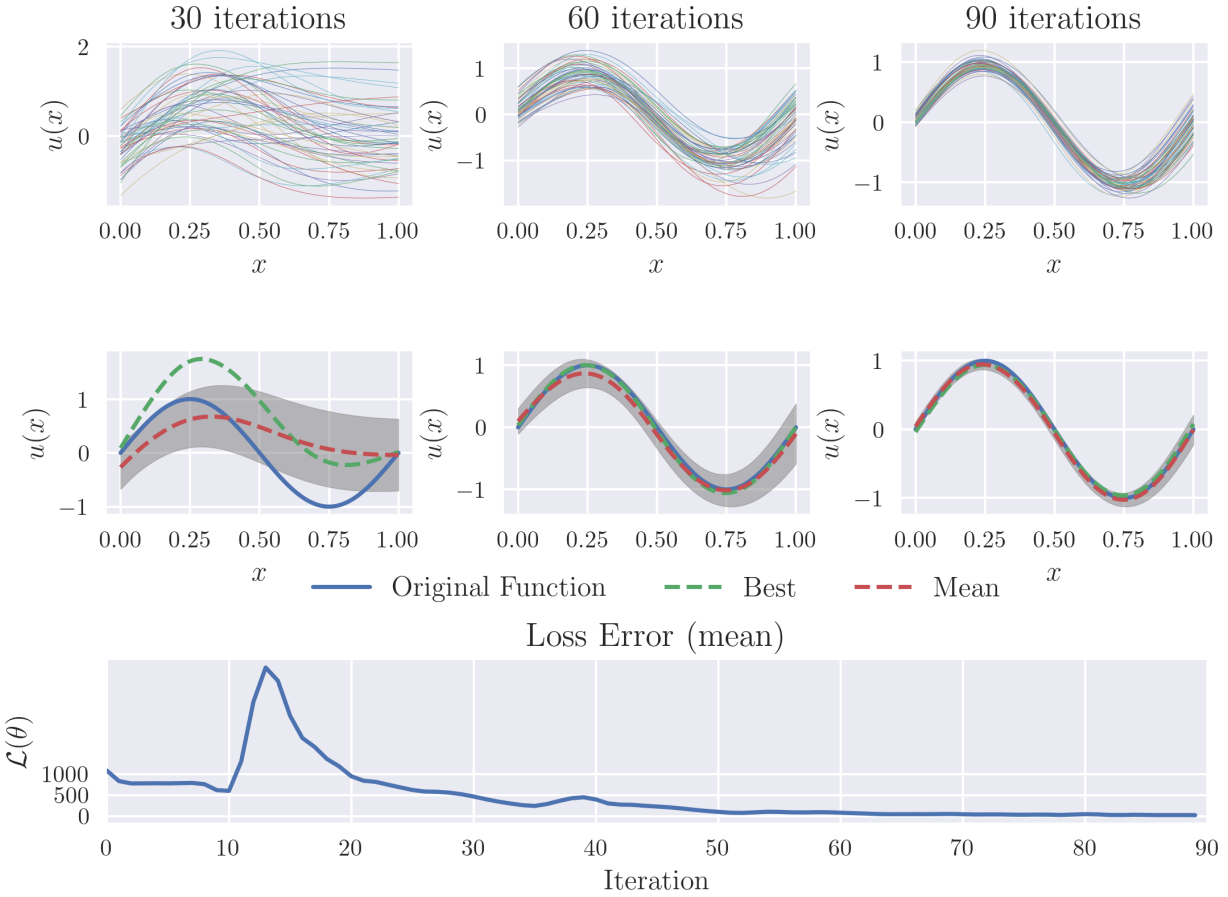 30 iterations 60 iterations 90 iterations
2 1 1
u(x) u(x) u(x)
0 0 0
−1 −1
0.00 0.25 0.50 0.75 1.00 0.00 0.25 0.50 0.75 1.00 0.00 0.25 0.50 0.75 1.00
x x x
1 1 1
u(x) u(x) u(x)
0 0 0
−1 −1 −1
0.00 0.25 0.50 0.75 1.00 0.00 0.25 0.50 0.75 1.00 0.00 0.25 0.50 0.75 1.00
x x
Original Function Best Mean
Loss Error (mean)
ℒ(θ)
1000
500
0
0 10 20 30 40 50 60 70 80 90
Iteration